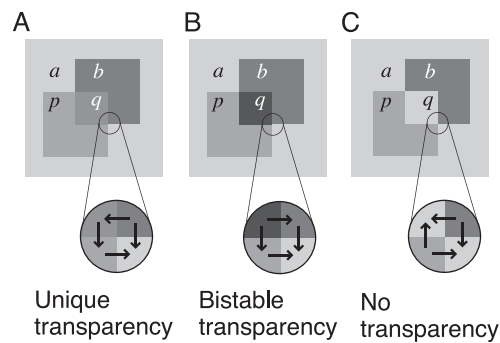 A B C
a b a b a b
p q p q p q
Unique Bistable No
transparency transparency transparency